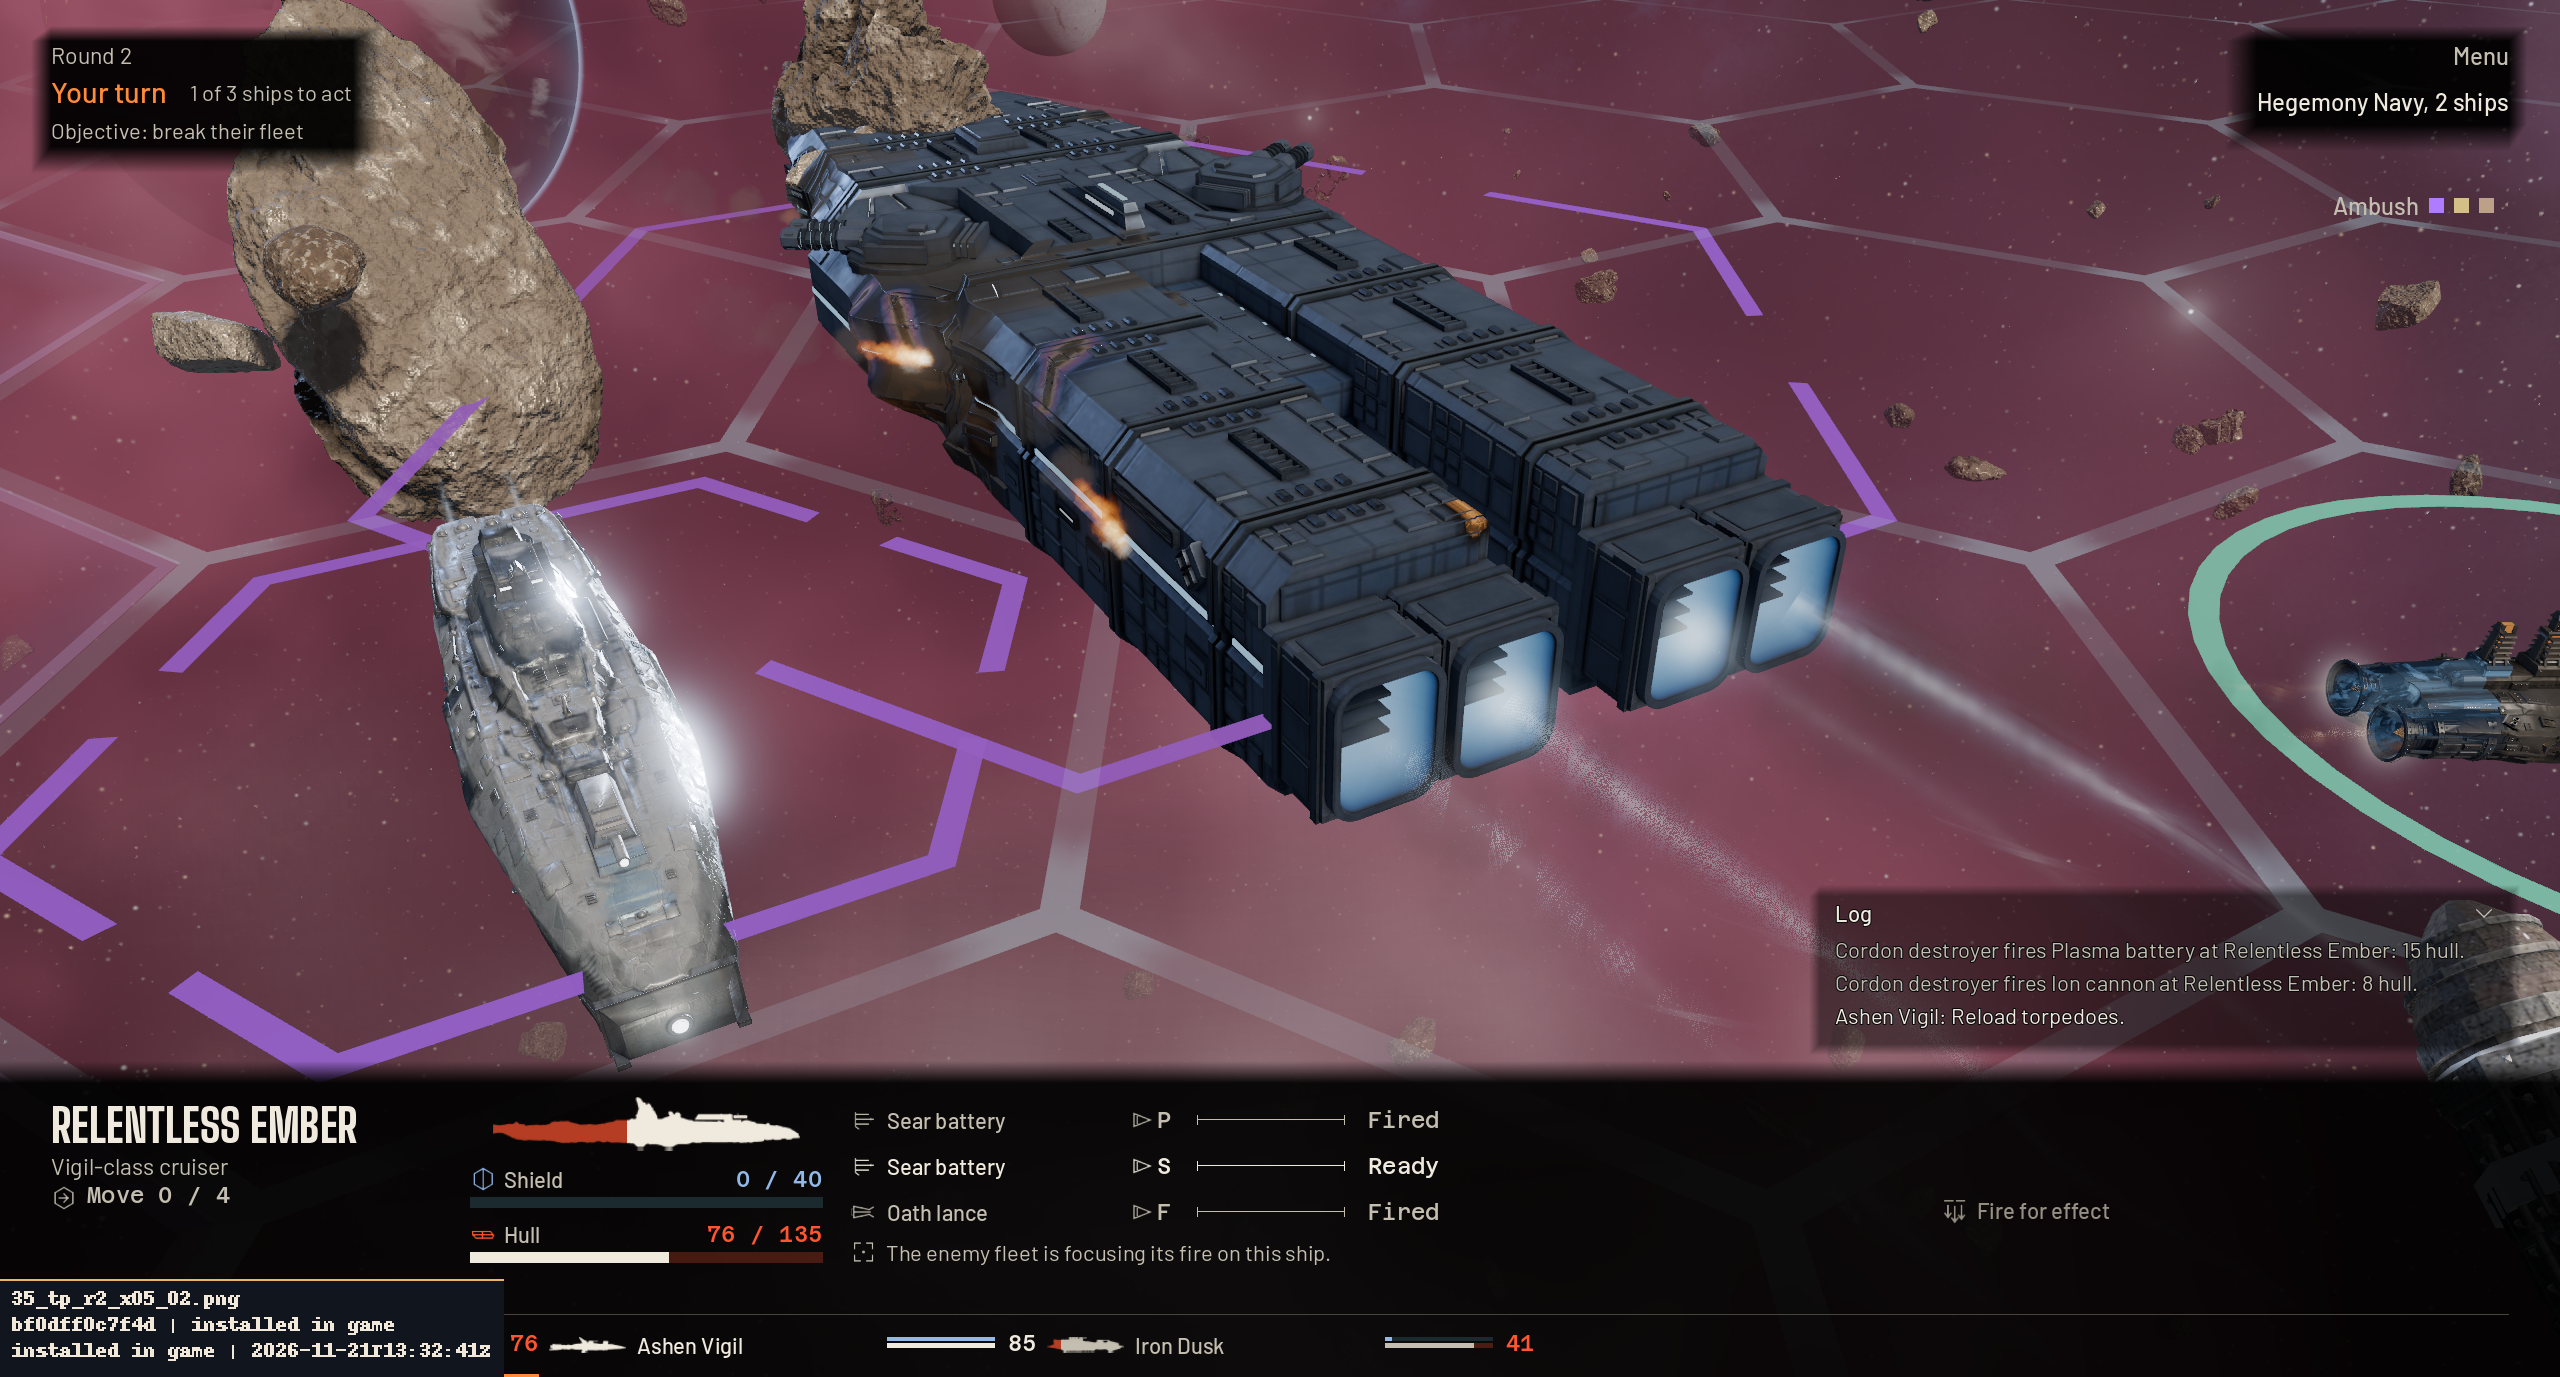 Round 2
Your turn 1 of 3 ships to act
Objective: break their fleet
Menu
Hegemony Navy, 2 ships
Ambush
Log
Cordon destroyer fires Plasma battery at Relentless Ember: 15 hull.
Cordon destroyer fires Ion cannon at Relentless Ember: 8 hull.
Ashen Vigil: Reload torpedoes.
RELENTLESS EMBER
Vigil-class cruiser
Move 0 / 4
Shield 0 / 40
Hull 76 / 135
Sear battery P Fired
Sear battery S Ready
Oath lance F Fired
The enemy fleet is focusing its fire on this ship.
Fire for effect
35_tp_r2_x05_02.png
bf0dff0c7f4d | installed in game
installed in game | 2026-11-21T13:32:41Z
76 Ashen Vigil 85 Iron Dusk 41